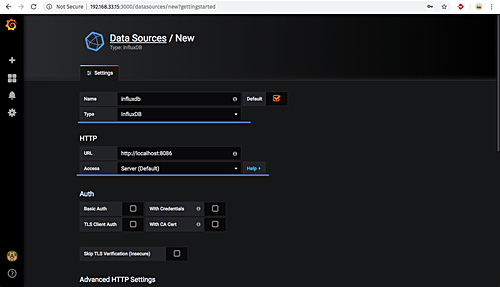 Not secure | 192.168.33.15:3000/datasources/new?gettingstarted
Data Sources / New
Type: InfluxDB
Settings
Name influxdb Default
Type InfluxDB
HTTP
URL http://localhost:8086
Access Server (Default) Help
Auth
Basic Auth With Credentials
TLS Client Auth With CA Cert
Skip TLS Verification (Insecure)
Advanced HTTP Settings